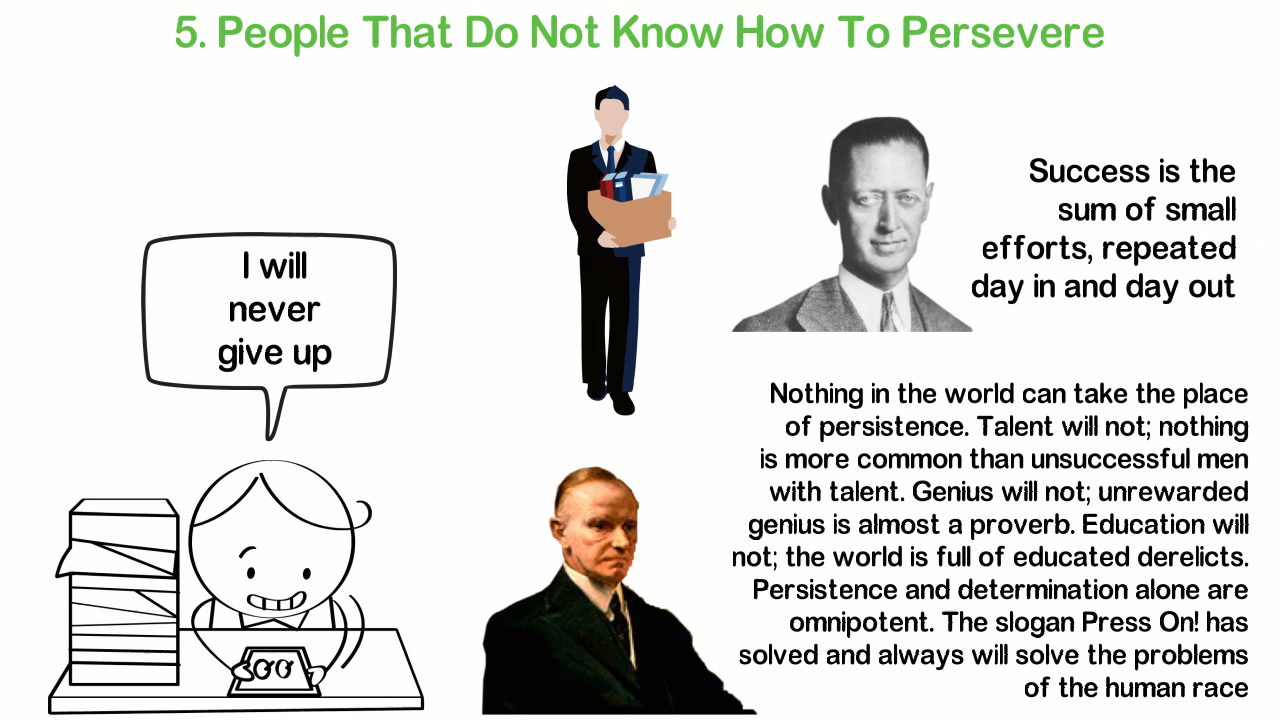 5. People That Do Not Know How To Persevere
I will
never
give up
Success is the
sum of small
efforts, repeated
day in and day out
Nothing in the world can take the place
of persistence. Talent will not; nothing
is more common than unsuccessful men
with talent. Genius will not; unrewarded
genius is almost a proverb. Education will
not; the world is full of educated derelicts.
Persistence and determination alone are
omnipotent. The slogan Press On! has
solved and always will solve the problems
of the human race